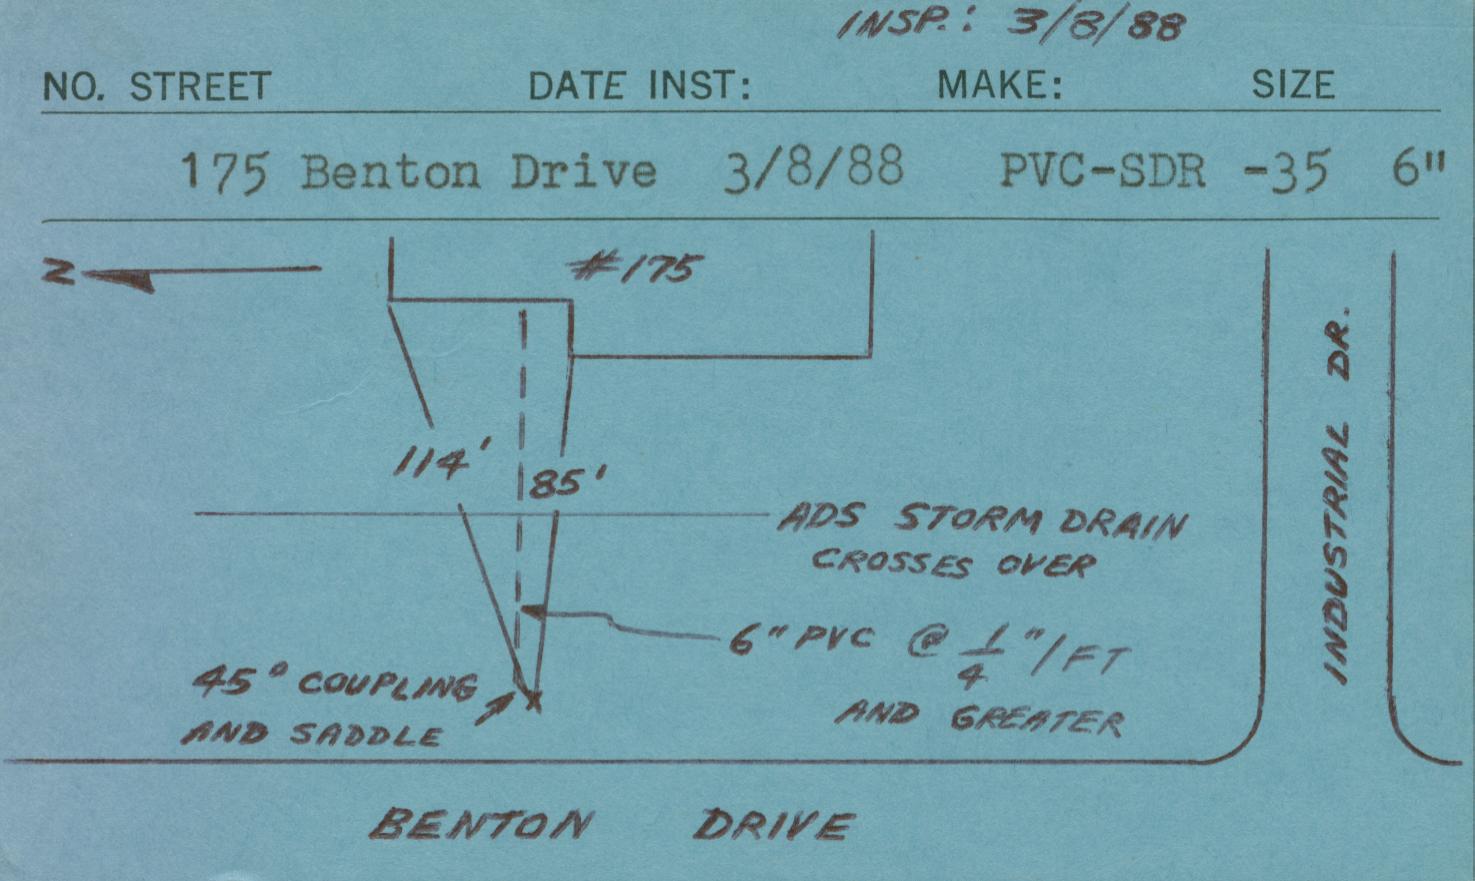 INSP.: 3/8/88
NO. STREET DATE INST: MAKE: SIZE
175 Benton Drive 3/8/88 PVC-SDR -35 6"
N
#175
INDUSTRIAL DR.
114'
85'
ADS STORM DRAIN
CROSSES OVER
6" PVC @ 1/4"/FT
AND GREATER
45° COUPLING
AND SADDLE
BENTON DRIVE